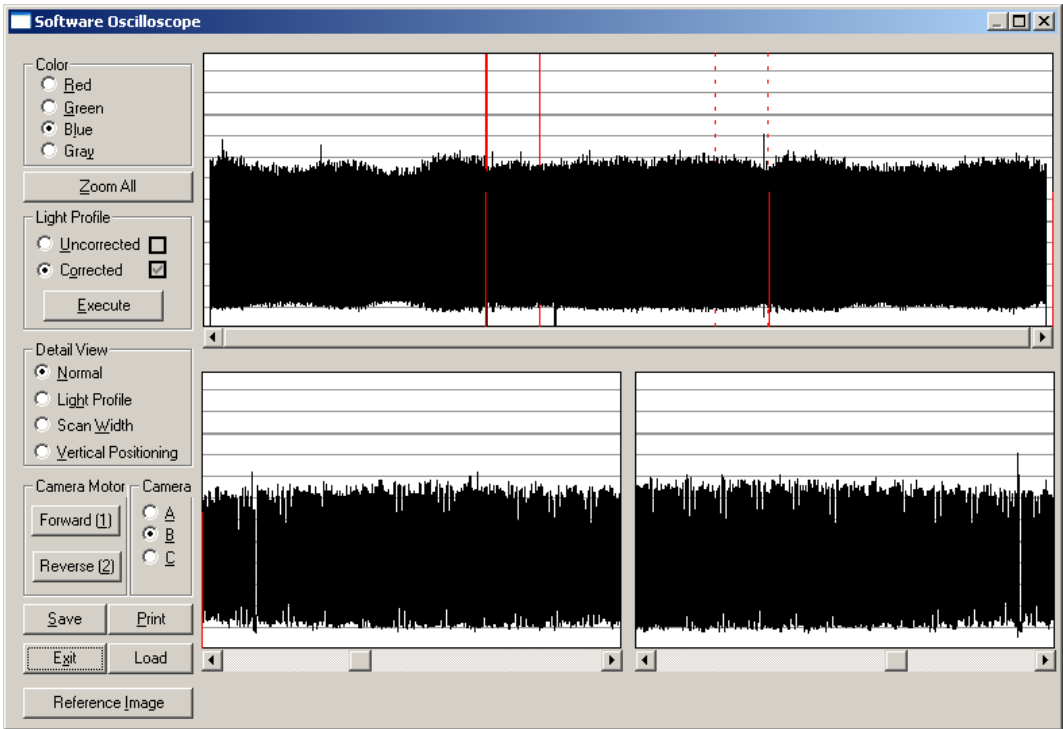 Software Oscilloscope
Color
Red
Green
Blue
Gray
Zoom All
Light Profile
Uncorrected
Corrected
Execute
Detail View
Normal
Light Profile
Scan Width
Vertical Positioning
Camera Motor
Forward (1)
Reverse (2)
Camera
A
B
C
Save
Print
Exit
Load
Reference Image